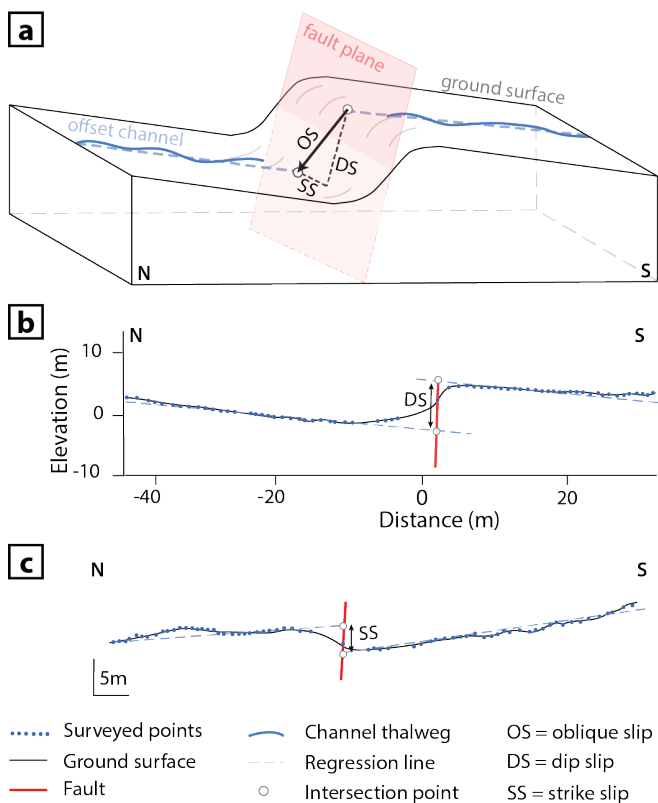 a
fault plane
ground surface
offset channel
OS
DS
SS
N
S
b
N
S
10
0
-10
Elevation (m)
DS
-40
-20
0
20
Distance (m)
c
N
S
SS
5m
Surveyed points
Channel thalweg
OS = oblique slip
Ground surface
Regression line
DS = dip slip
Fault
Intersection point
SS = strike slip